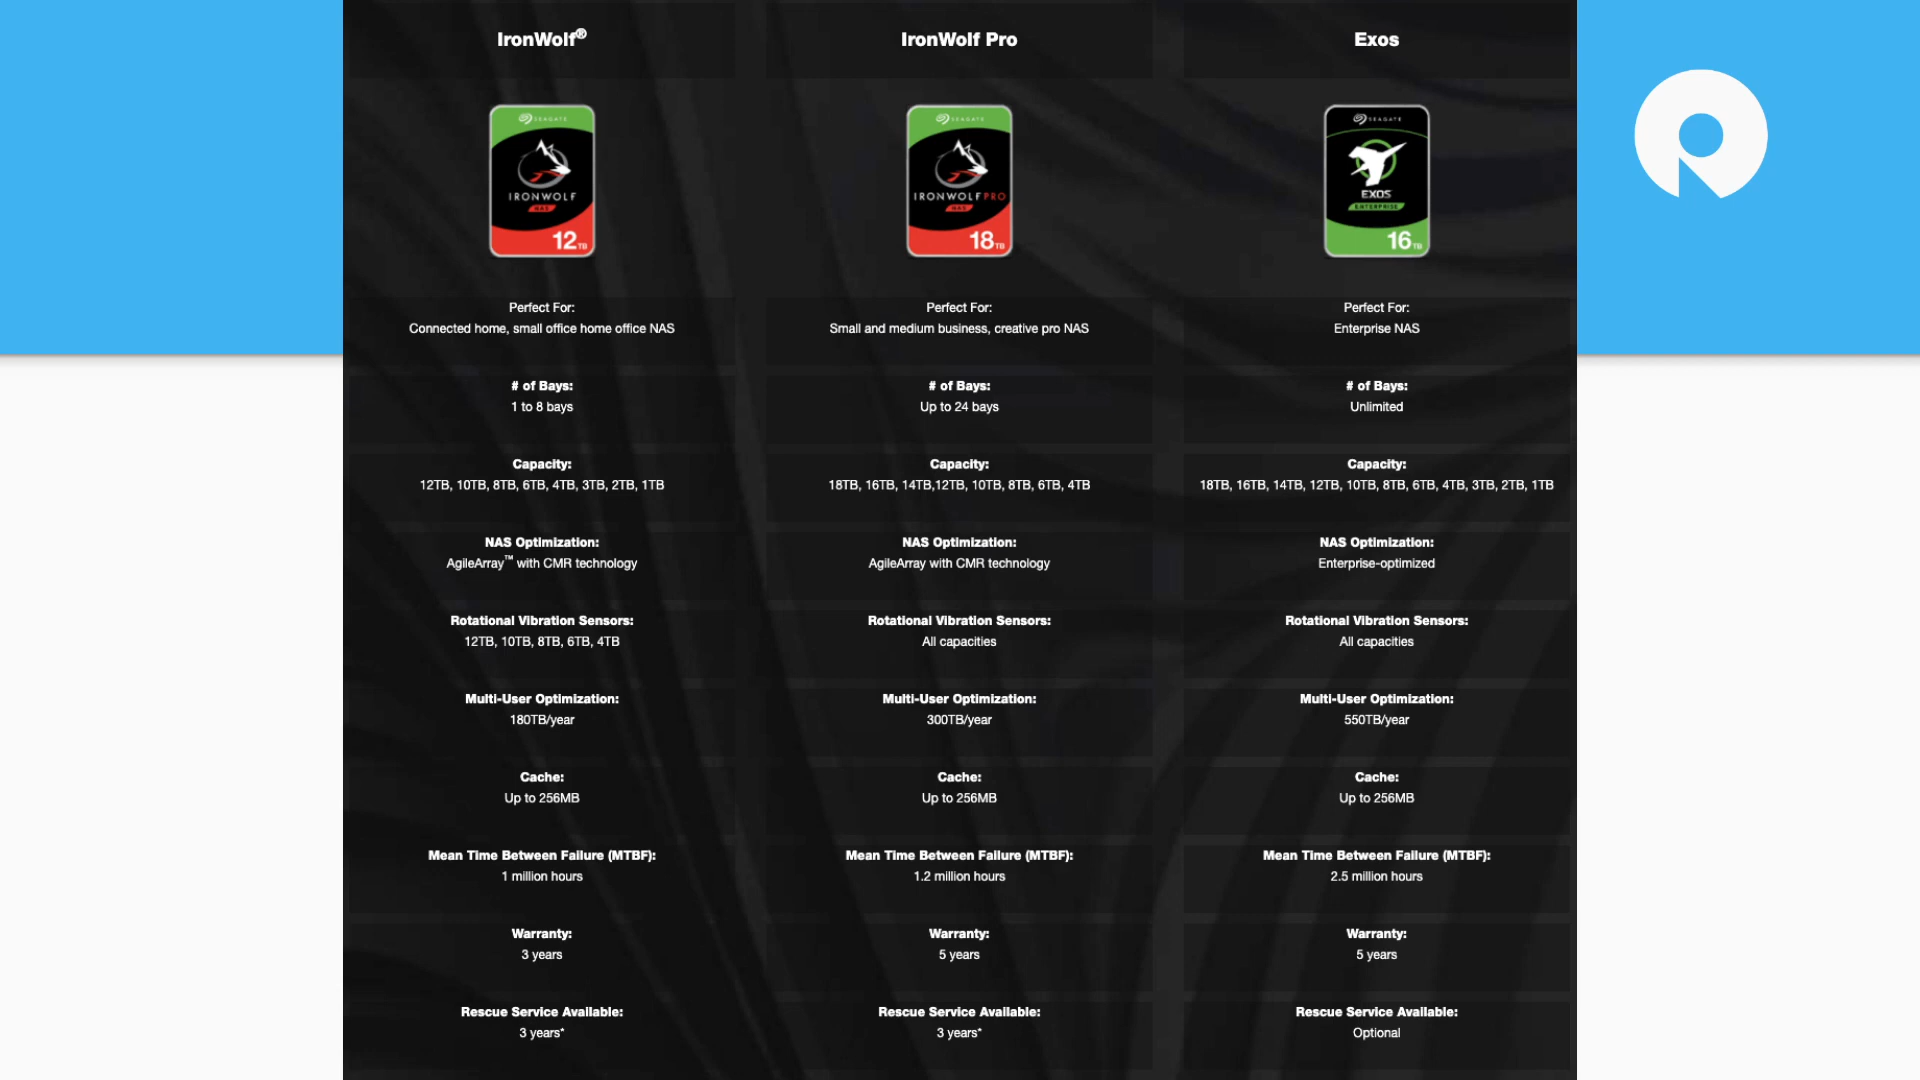 IronWolf®
IronWolf Pro
Exos
SEAGATE
IRONWOLF
NAS
12TB
SEAGATE
IRONWOLF PRO
NAS
18TB
SEAGATE
EXOS
ENTERPRISE
16TB
Perfect For:
Connected home, small office home office NAS
Perfect For:
Small and medium business, creative pro NAS
Perfect For:
Enterprise NAS
# of Bays:
1 to 8 bays
# of Bays:
Up to 24 bays
# of Bays:
Unlimited
Capacity:
12TB, 10TB, 8TB, 6TB, 4TB, 3TB, 2TB, 1TB
Capacity:
18TB, 16TB, 14TB,12TB, 10TB, 8TB, 6TB, 4TB
Capacity:
18TB, 16TB, 14TB, 12TB, 10TB, 8TB, 6TB, 4TB, 3TB, 2TB, 1TB
NAS Optimization:
AgileArray™ with CMR technology
NAS Optimization:
AgileArray with CMR technology
NAS Optimization:
Enterprise-optimized
Rotational Vibration Sensors:
12TB, 10TB, 8TB, 6TB, 4TB
Rotational Vibration Sensors:
All capacities
Rotational Vibration Sensors:
All capacities
Multi-User Optimization:
180TB/year
Multi-User Optimization:
300TB/year
Multi-User Optimization:
550TB/year
Cache:
Up to 256MB
Cache:
Up to 256MB
Cache:
Up to 256MB
Mean Time Between Failure (MTBF):
1 million hours
Mean Time Between Failure (MTBF):
1.2 million hours
Mean Time Between Failure (MTBF):
2.5 million hours
Warranty:
3 years
Warranty:
5 years
Warranty:
5 years
Rescue Service Available:
3 years*
Rescue Service Available:
3 years*
Rescue Service Available:
Optional